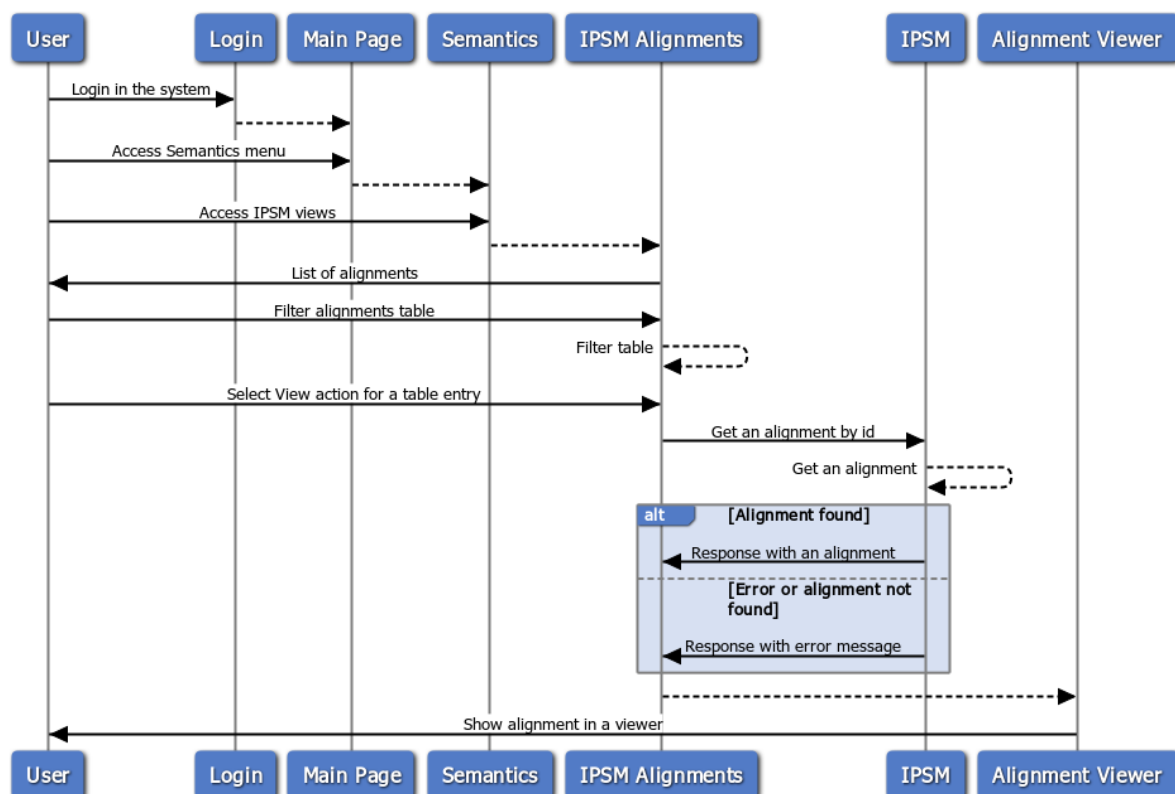 User Login Main Page Semantics IPSM Alignments IPSM Alignment Viewer
Login in the system
Access Semantics menu
Access IPSM views
List of alignments
Filter alignments table
Filter table
Select View action for a table entry
Get an alignment by id
Get an alignment
alt [Alignment found]
Response with an alignment
[Error or alignment not
found]
Response with error message
Show alignment in a viewer
User Login Main Page Semantics IPSM Alignments IPSM Alignment Viewer